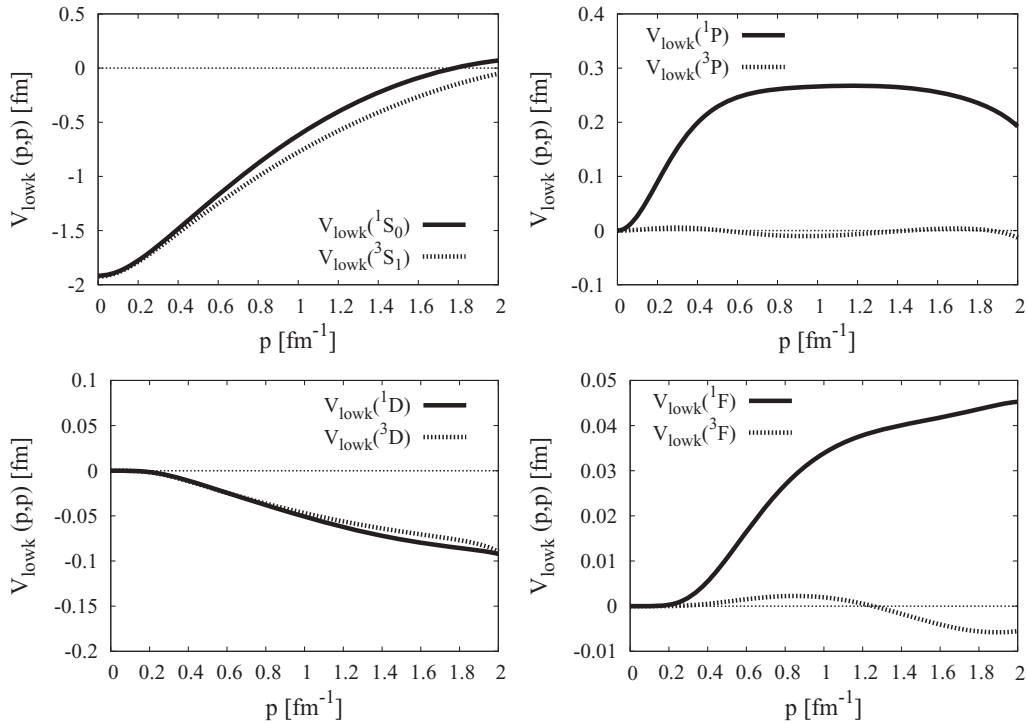 0.5
0
-0.5
-1
-1.5
-2
V_lowk (p,p) [fm]
V_lowk(^1S_0)
V_lowk(^3S_1)
0 0.2 0.4 0.6 0.8 1 1.2 1.4 1.6 1.8 2
p [fm^-1]
0.4
0.3
0.2
0.1
0
-0.1
V_lowk (p,p) [fm]
V_lowk(^1P)
V_lowk(^3P)
0 0.2 0.4 0.6 0.8 1 1.2 1.4 1.6 1.8 2
p [fm^-1]
0.1
0.05
0
-0.05
-0.1
-0.15
-0.2
V_lowk (p,p) [fm]
V_lowk(^1D)
V_lowk(^3D)
0 0.2 0.4 0.6 0.8 1 1.2 1.4 1.6 1.8 2
p [fm^-1]
0.05
0.04
0.03
0.02
0.01
0
-0.01
V_lowk (p,p) [fm]
V_lowk(^1F)
V_lowk(^3F)
0 0.2 0.4 0.6 0.8 1 1.2 1.4 1.6 1.8 2
p [fm^-1]